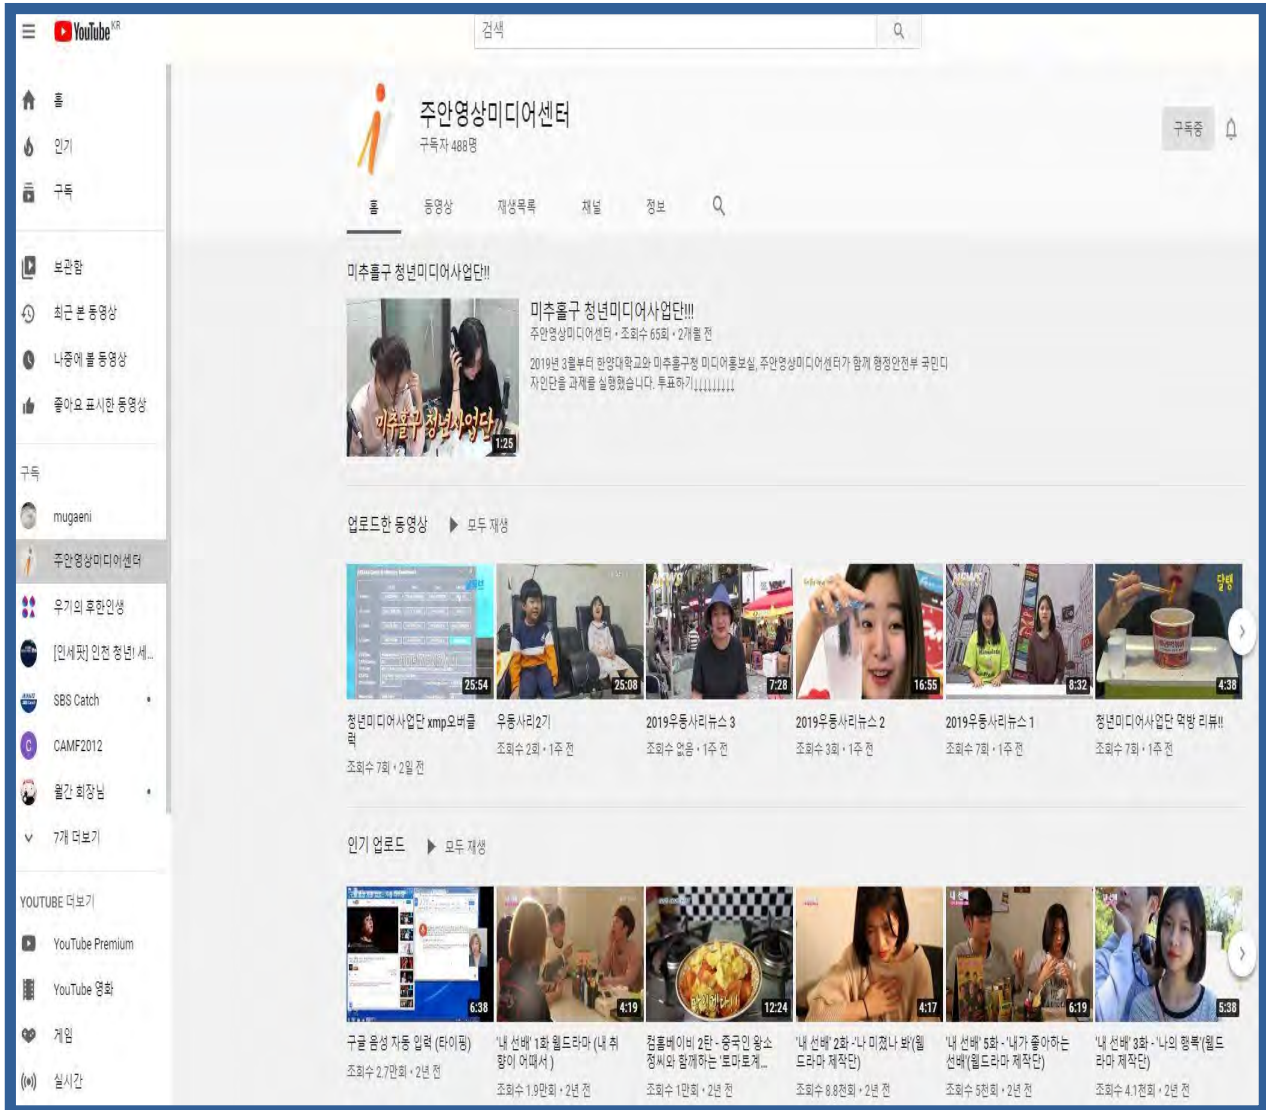 YouTube KR
검색
홈
인기
구독
보관함
최근 본 동영상
나중에 볼 동영상
좋아요 표시한 동영상
구독
mugaeni
주안영상미디어센터
우기의 후한인생
[인세팟] 인천 청년! 세...
SBS Catch
CAMF2012
월간 회장님
7개 더보기
YOUTUBE 더보기
YouTube Premium
YouTube 영화
게임
실시간
주안영상미디어센터
구독자 488명
구독중
홈 동영상 재생목록 채널 정보
미추홀구 청년미디어사업단!!
미추홀구 청년사업단
1:25
미추홀구 청년미디어사업단!!!
주안영상미디어센터 • 조회수 65회 • 2개월 전
2019년 3월부터 한양대학교와 미추홀구청 미디어홍보실, 주안영상미디어센터가 함께 행정안전부 국민디
자인단을 과제를 실행했습니다. 투표하기↓↓↓↓↓↓↓↓↓
업로드한 동영상 모두 재생
25:54
청년미디어사업단 xmp오버클
럭
조회수 7회 • 2일 전
25:08
우동사리2기
조회수 2회 • 1주 전
NEWS
7:28
2019우동사리뉴스 3
조회수 없음 • 1주 전
16:55
2019우동사리뉴스 2
조회수 3회 • 1주 전
NEWS
8:32
2019우동사리뉴스 1
조회수 7회 • 1주 전
달탱
4:38
청년미디어사업단 먹방 리뷰!!
조회수 7회 • 1주 전
인기 업로드 모두 재생
6:38
구글 음성 자동 입력 (타이핑)
조회수 2.7만회 • 2년 전
4:19
'내 선배' 1화 웹드라마 (내 취
향이 어때서 )
조회수 1.9만회 • 2년 전
12:24
컴홈베이비 2탄 - 중국인 왕소
정씨와 함께하는 '토마토계...
조회수 1만회 • 2년 전
4:17
'내 선배' 2화 -'나 미쳤나 봐'(웹
드라마 제작단)
조회수 8.8천회 • 2년 전
내 선배
6:19
'내 선배' 5화 - '내가 좋아하는
선배'(웹드라마 제작단)
조회수 5천회 • 2년 전
내 선배
5:38
'내 선배' 3화 - '나의 행복'(웹드
라마 제작단)
조회수 4.1천회 • 2년 전